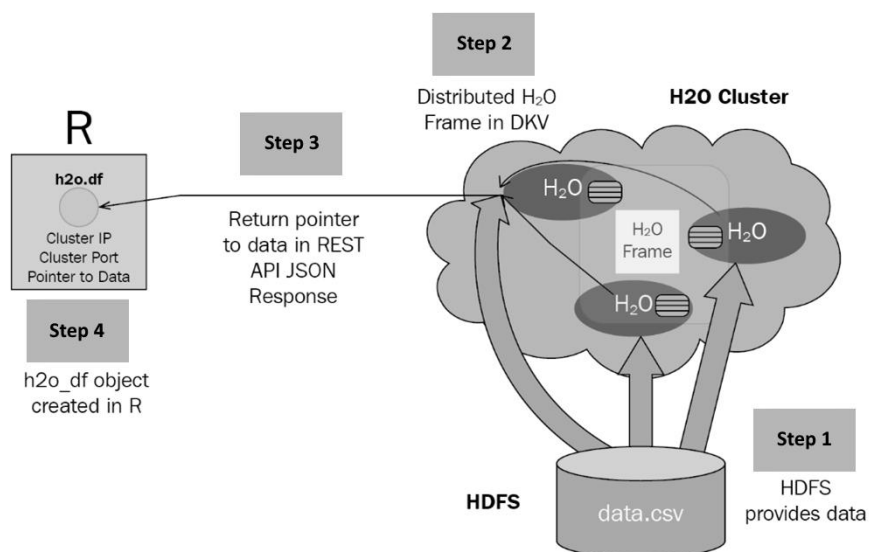 Step 2
Distributed H₂O
Frame in DKV
H2O Cluster
R
Step 3
h2o.df
Cluster IP
Cluster Port
Pointer to Data
Return pointer
to data in REST
API JSON
Response
H₂O
H₂O
H₂O
Frame
H₂O
Step 4
h2o_df object
created in R
Step 1
HDFS
provides data
HDFS
data.csv